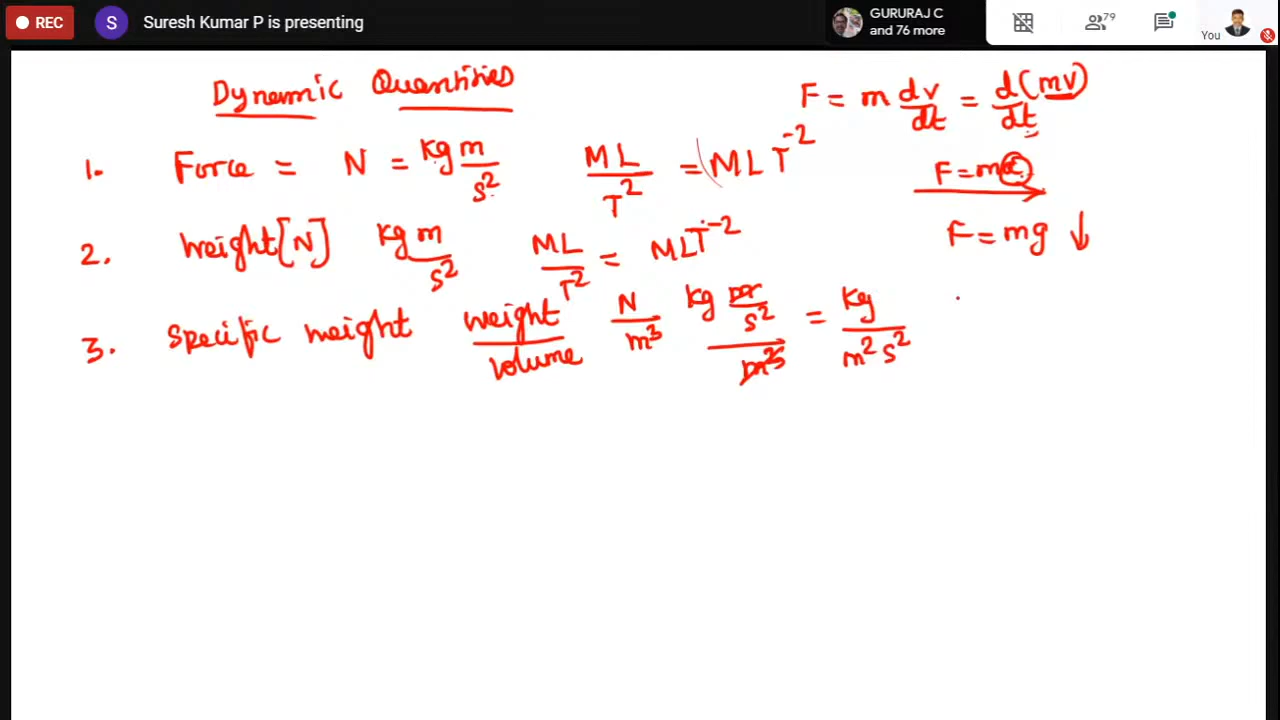 REC S Suresh Kumar P is presenting GURURAJ C and 76 more 79 You
Dynamic Quantities F = m dv/dt = d(mv)/dt
1. Force = N = kg m/s² ML/T² = MLT⁻² F = ma
2. Weight[N] kg m/s² ML/T² = MLT⁻² F = mg ↓
3. Specific weight weight/volume N/m³ kg m/s²/m³ = kg/m² s²